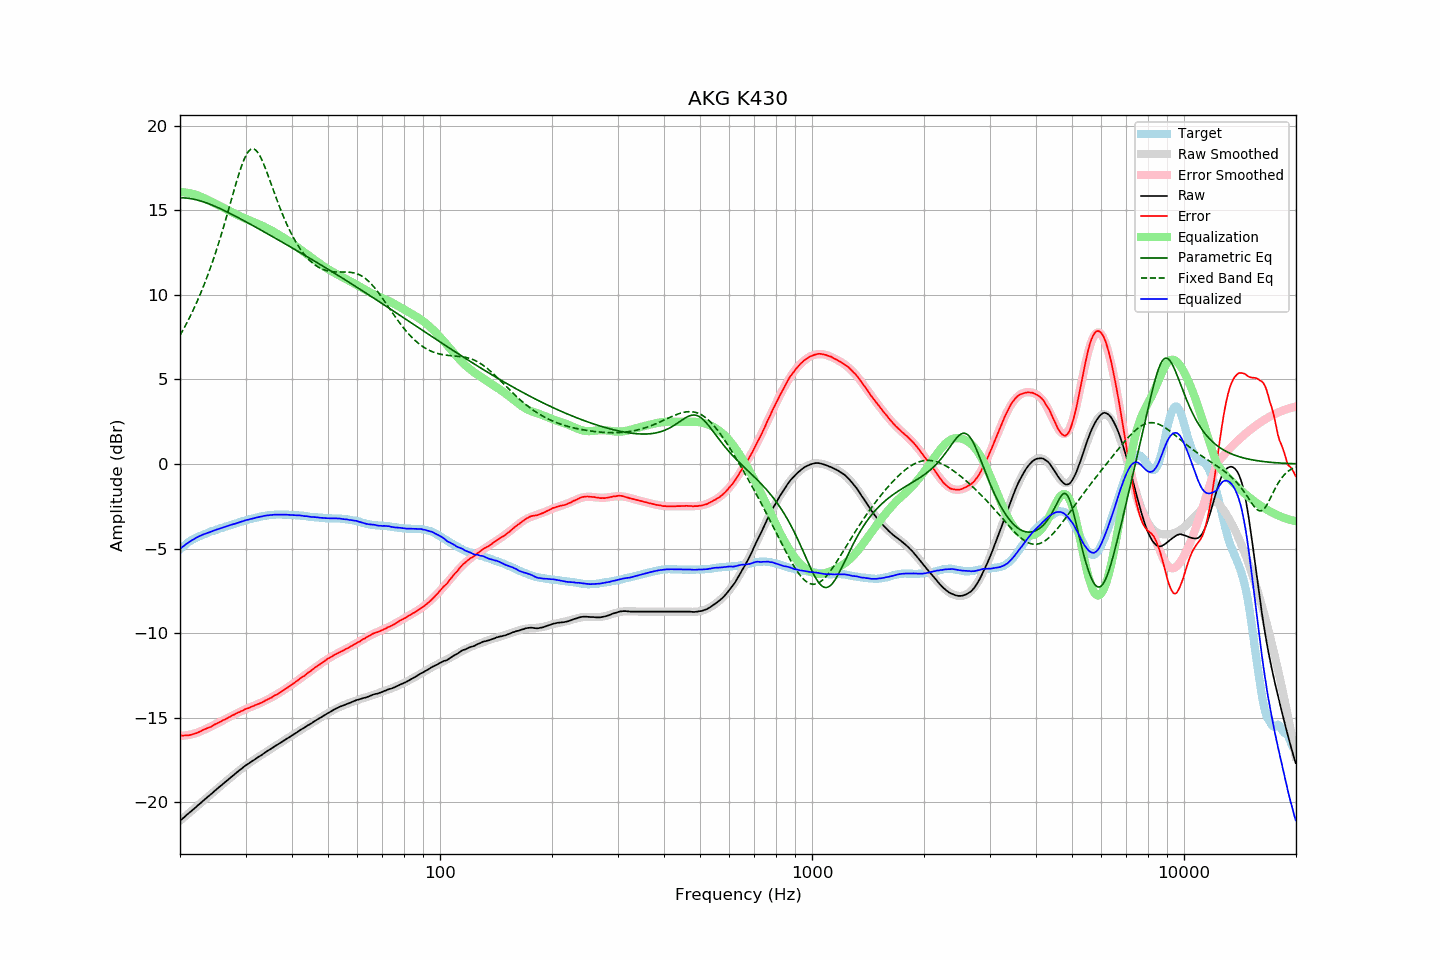 AKG K430
20
15
10
5
0
−5
−10
−15
−20
Amplitude (dBr)
Target
Raw Smoothed
Error Smoothed
Raw
Error
Equalization
Parametric Eq
Fixed Band Eq
Equalized
100
1000
10000
Frequency (Hz)